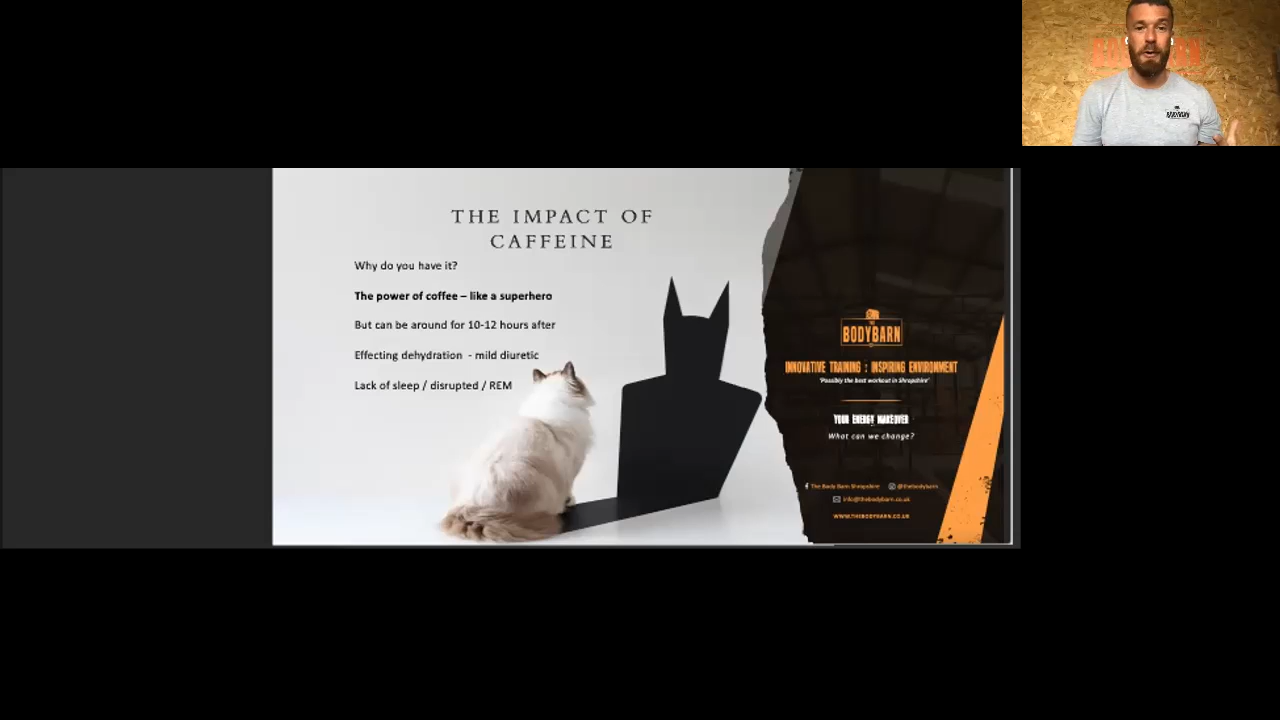 THE IMPACT OF
CAFFEINE
Why do you have it?
The power of coffee – like a superhero
But can be around for 10-12 hours after
Effecting dehydration - mild diuretic
Lack of sleep / disrupted / REM
THE
BODYBARN
INNOVATIVE TRAINING : INSPIRING ENVIRONMENT
'Possibly the best workout in Shropshire'
YOUR ENERGY MAKEOVER
What can we change?
The Body Barn Shropshire @thebodybarn
info@thebodybarn.co.uk
WWW.THEBODYBARN.CO.UK
BODYBARN